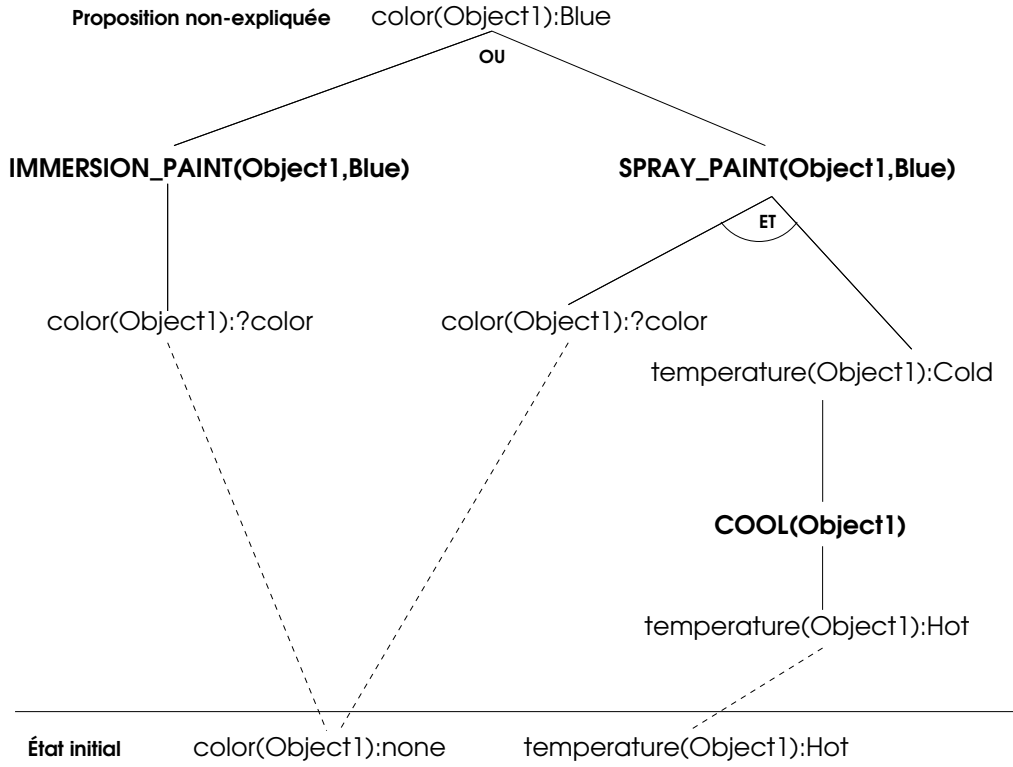 Proposition non-expliquée color(Object1):Blue
OU
IMMERSION_PAINT(Object1,Blue) SPRAY_PAINT(Object1,Blue)
ET
color(Object1):?color color(Object1):?color
temperature(Object1):Cold
COOL(Object1)
temperature(Object1):Hot
État initial color(Object1):none temperature(Object1):Hot